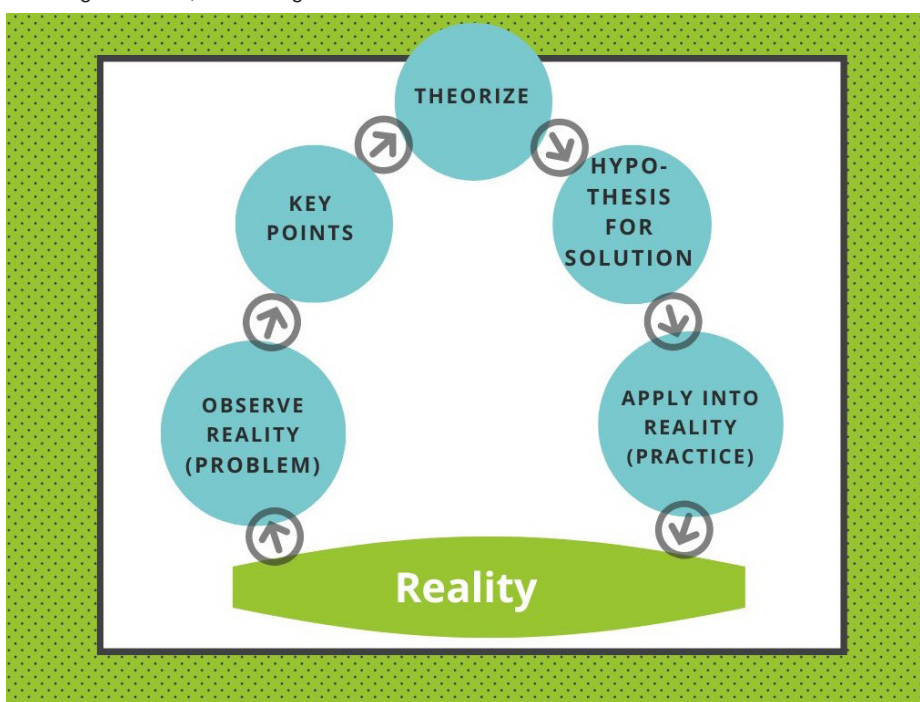 THEORIZE
KEY
POINTS
HYPO-
THESIS
FOR
SOLUTION
OBSERVE
REALITY
(PROBLEM)
APPLY INTO
REALITY
(PRACTICE)
Reality